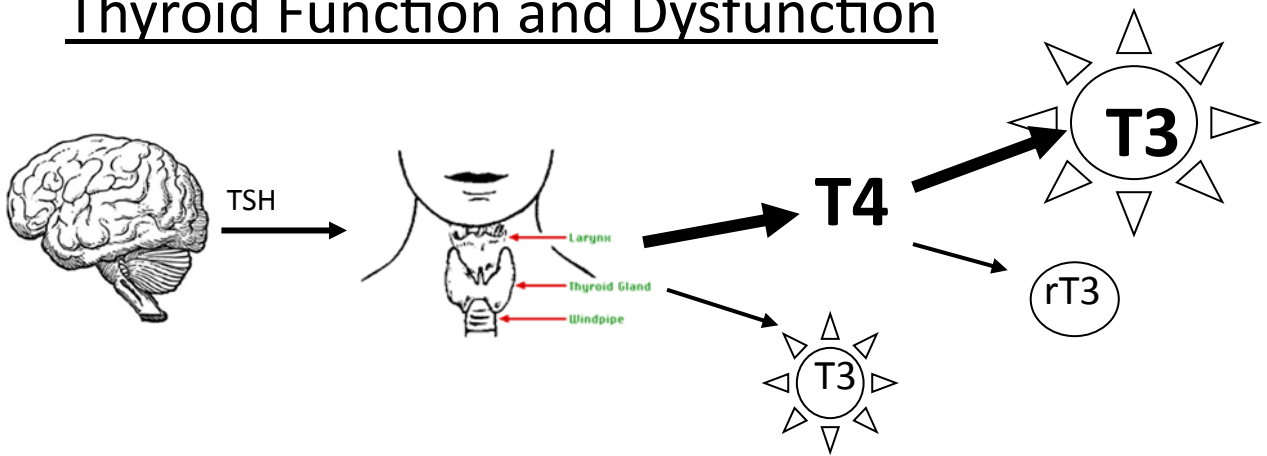 Thyroid Function and Dysfunction
TSH
Larynx
Thyroid Gland
Windpipe
T4
T3
rT3
T3